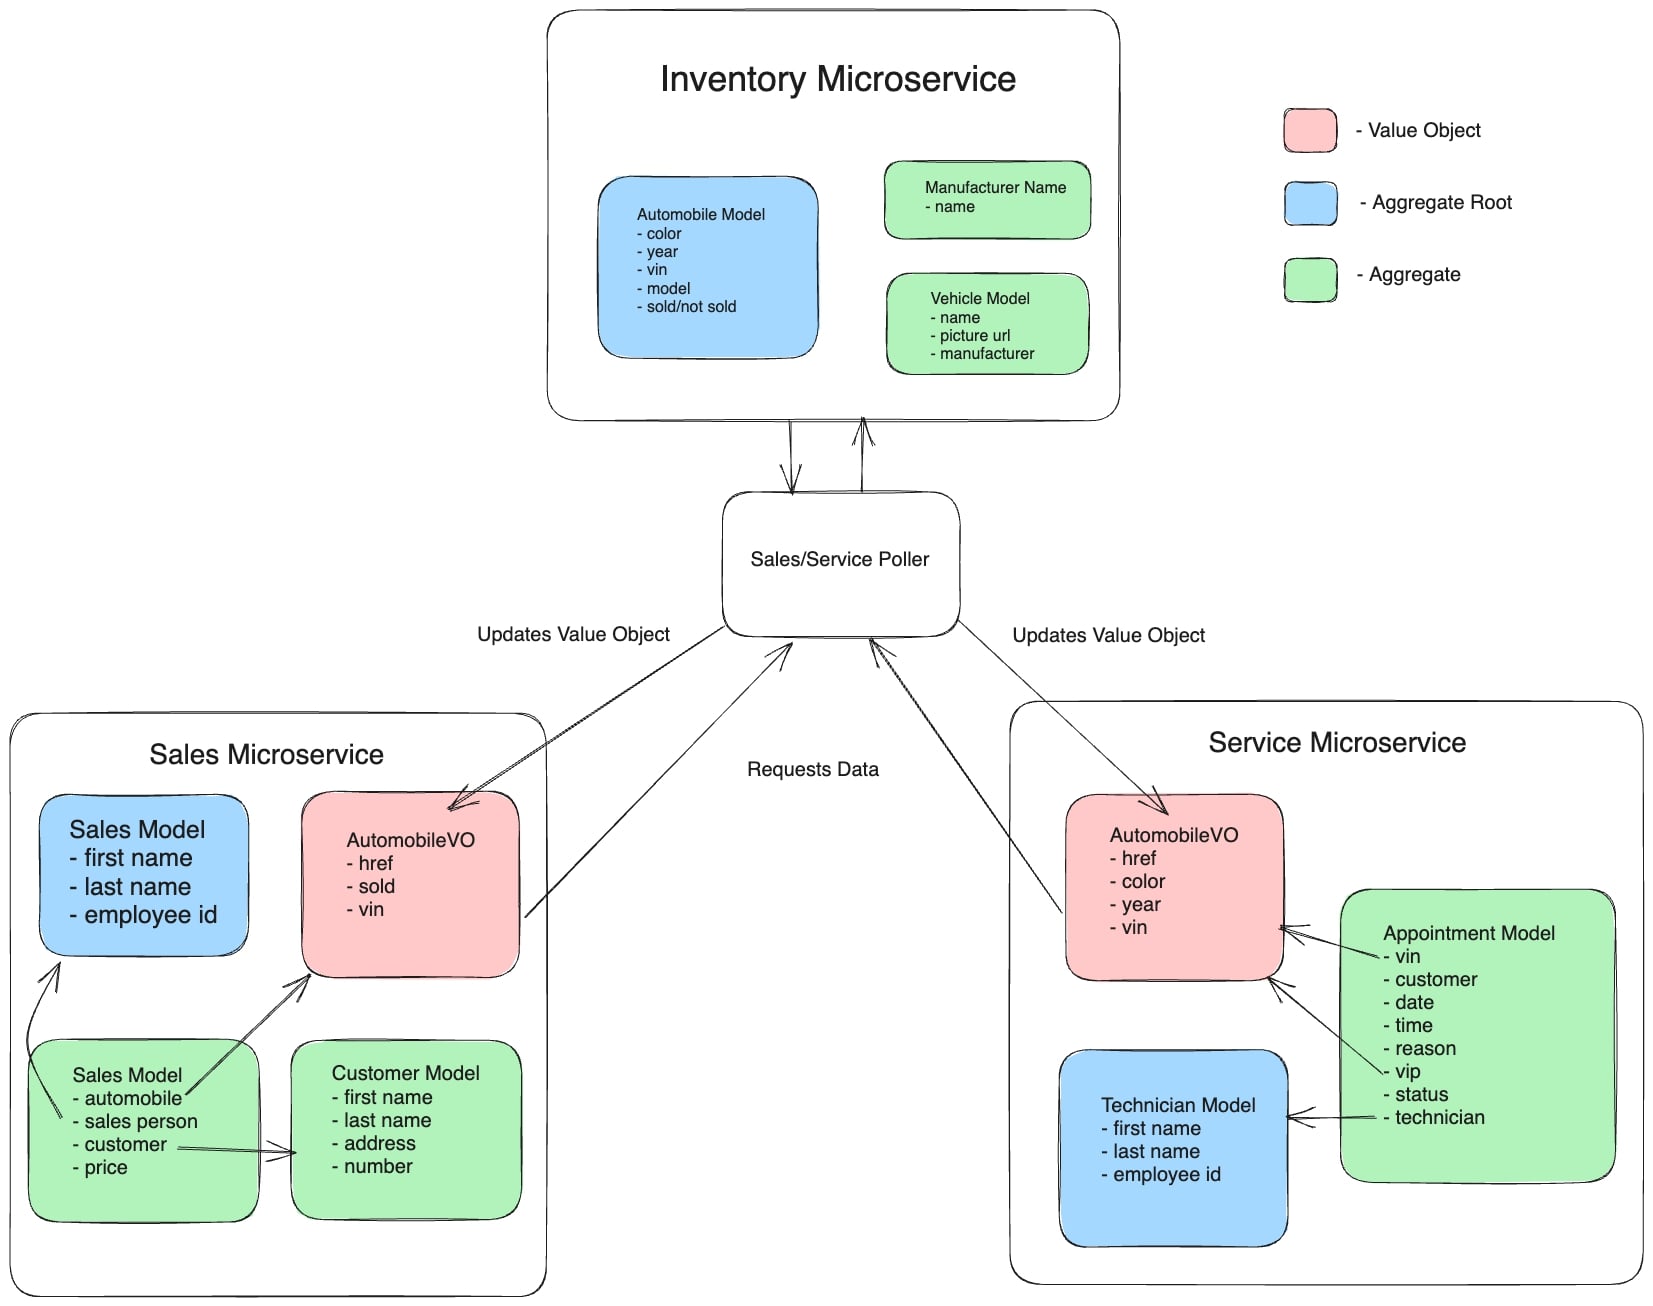 Inventory Microservice
Automobile Model
- color
- year
- vin
- model
- sold/not sold
Manufacturer Name
- name
Vehicle Model
- name
- picture url
- manufacturer
- Value Object
- Aggregate Root
- Aggregate
Sales/Service Poller
Updates Value Object
Updates Value Object
Requests Data
Sales Microservice
Sales Model
- first name
- last name
- employee id
AutomobileVO
- href
- sold
- vin
Sales Model
- automobile
- sales person
- customer
- price
Customer Model
- first name
- last name
- address
- number
Service Microservice
AutomobileVO
- href
- color
- year
- vin
Appointment Model
- vin
- customer
- date
- time
- reason
- vip
- status
- technician
Technician Model
- first name
- last name
- employee id